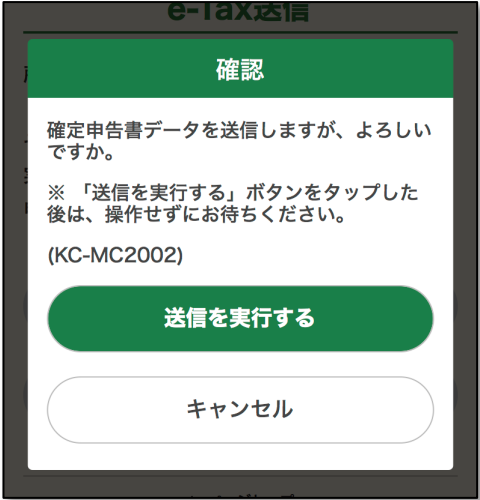 e-Tax送信
確認
確定申告書データを送信しますが、よろしい
ですか。
※ 「送信を実行する」ボタンをタップした
後は、操作せずにお待ちください。
(KC-MC2002)
送信を実行する
キャンセル